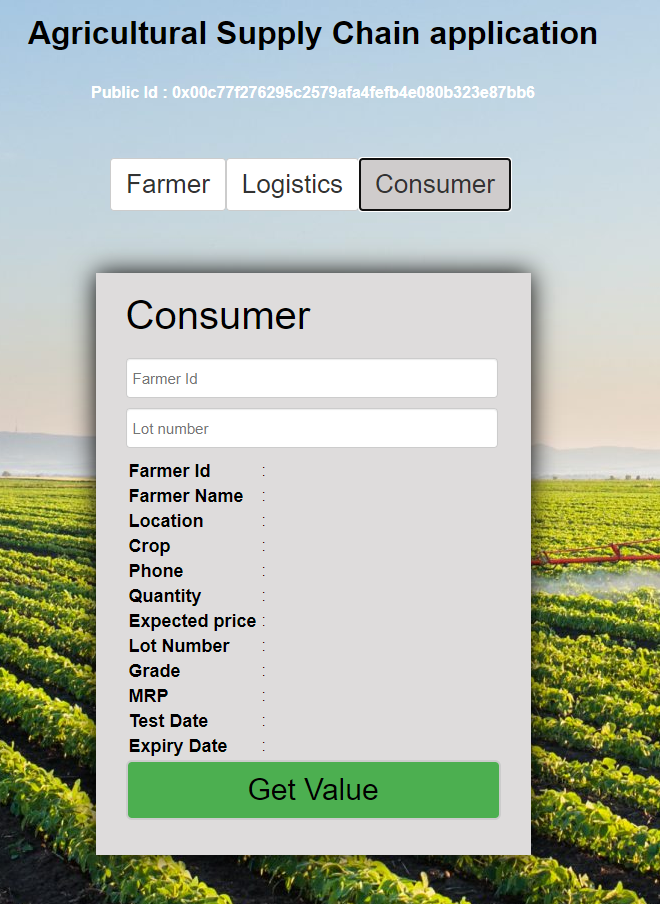 Agricultural Supply Chain application
Public Id : 0x00c77f276295c2579afa4fefb4e080b323e87bb6
Farmer Logistics Consumer
Consumer
Farmer Id
Lot number
Farmer Id :
Farmer Name :
Location :
Crop :
Phone :
Quantity :
Expected price :
Lot Number :
Grade :
MRP :
Test Date :
Expiry Date :
Get Value